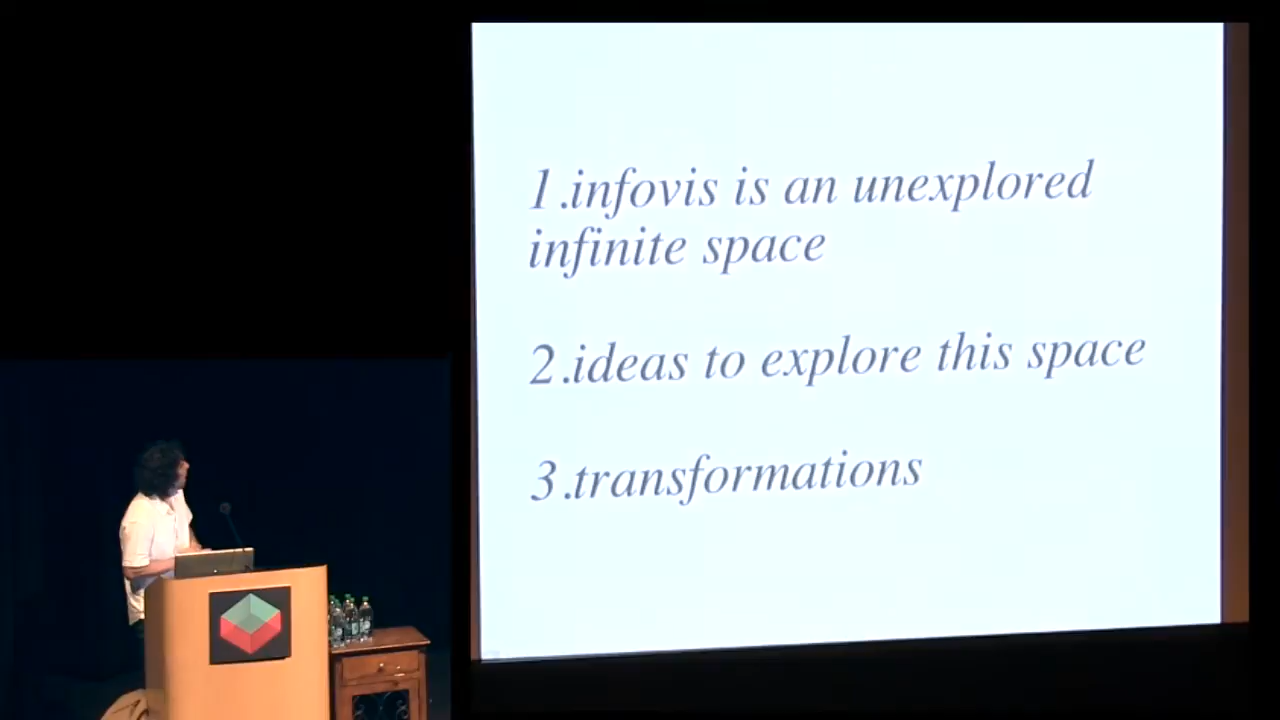 1.infovis is an unexplored
infinite space
2.ideas to explore this space
3.transformations